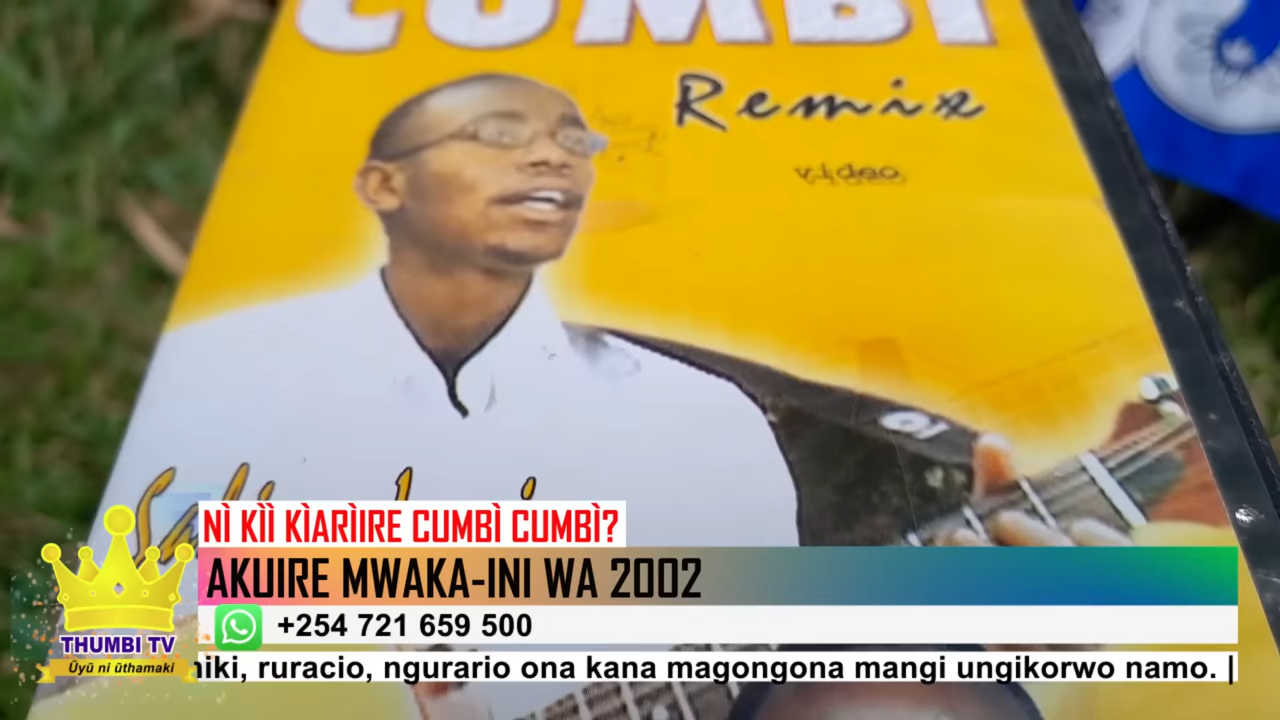 CUMBI
Remix
video
NÌ KÌÌ KÌARÌIRE CUMBÌ CUMBÌ?
AKUIRE MWAKA-INI WA 2002
+254 721 659 500
THUMBI TV
Ũyũ ni ũthamaki
ruracio, ngurario ona kana magongona mangi ungikorwo namo. |